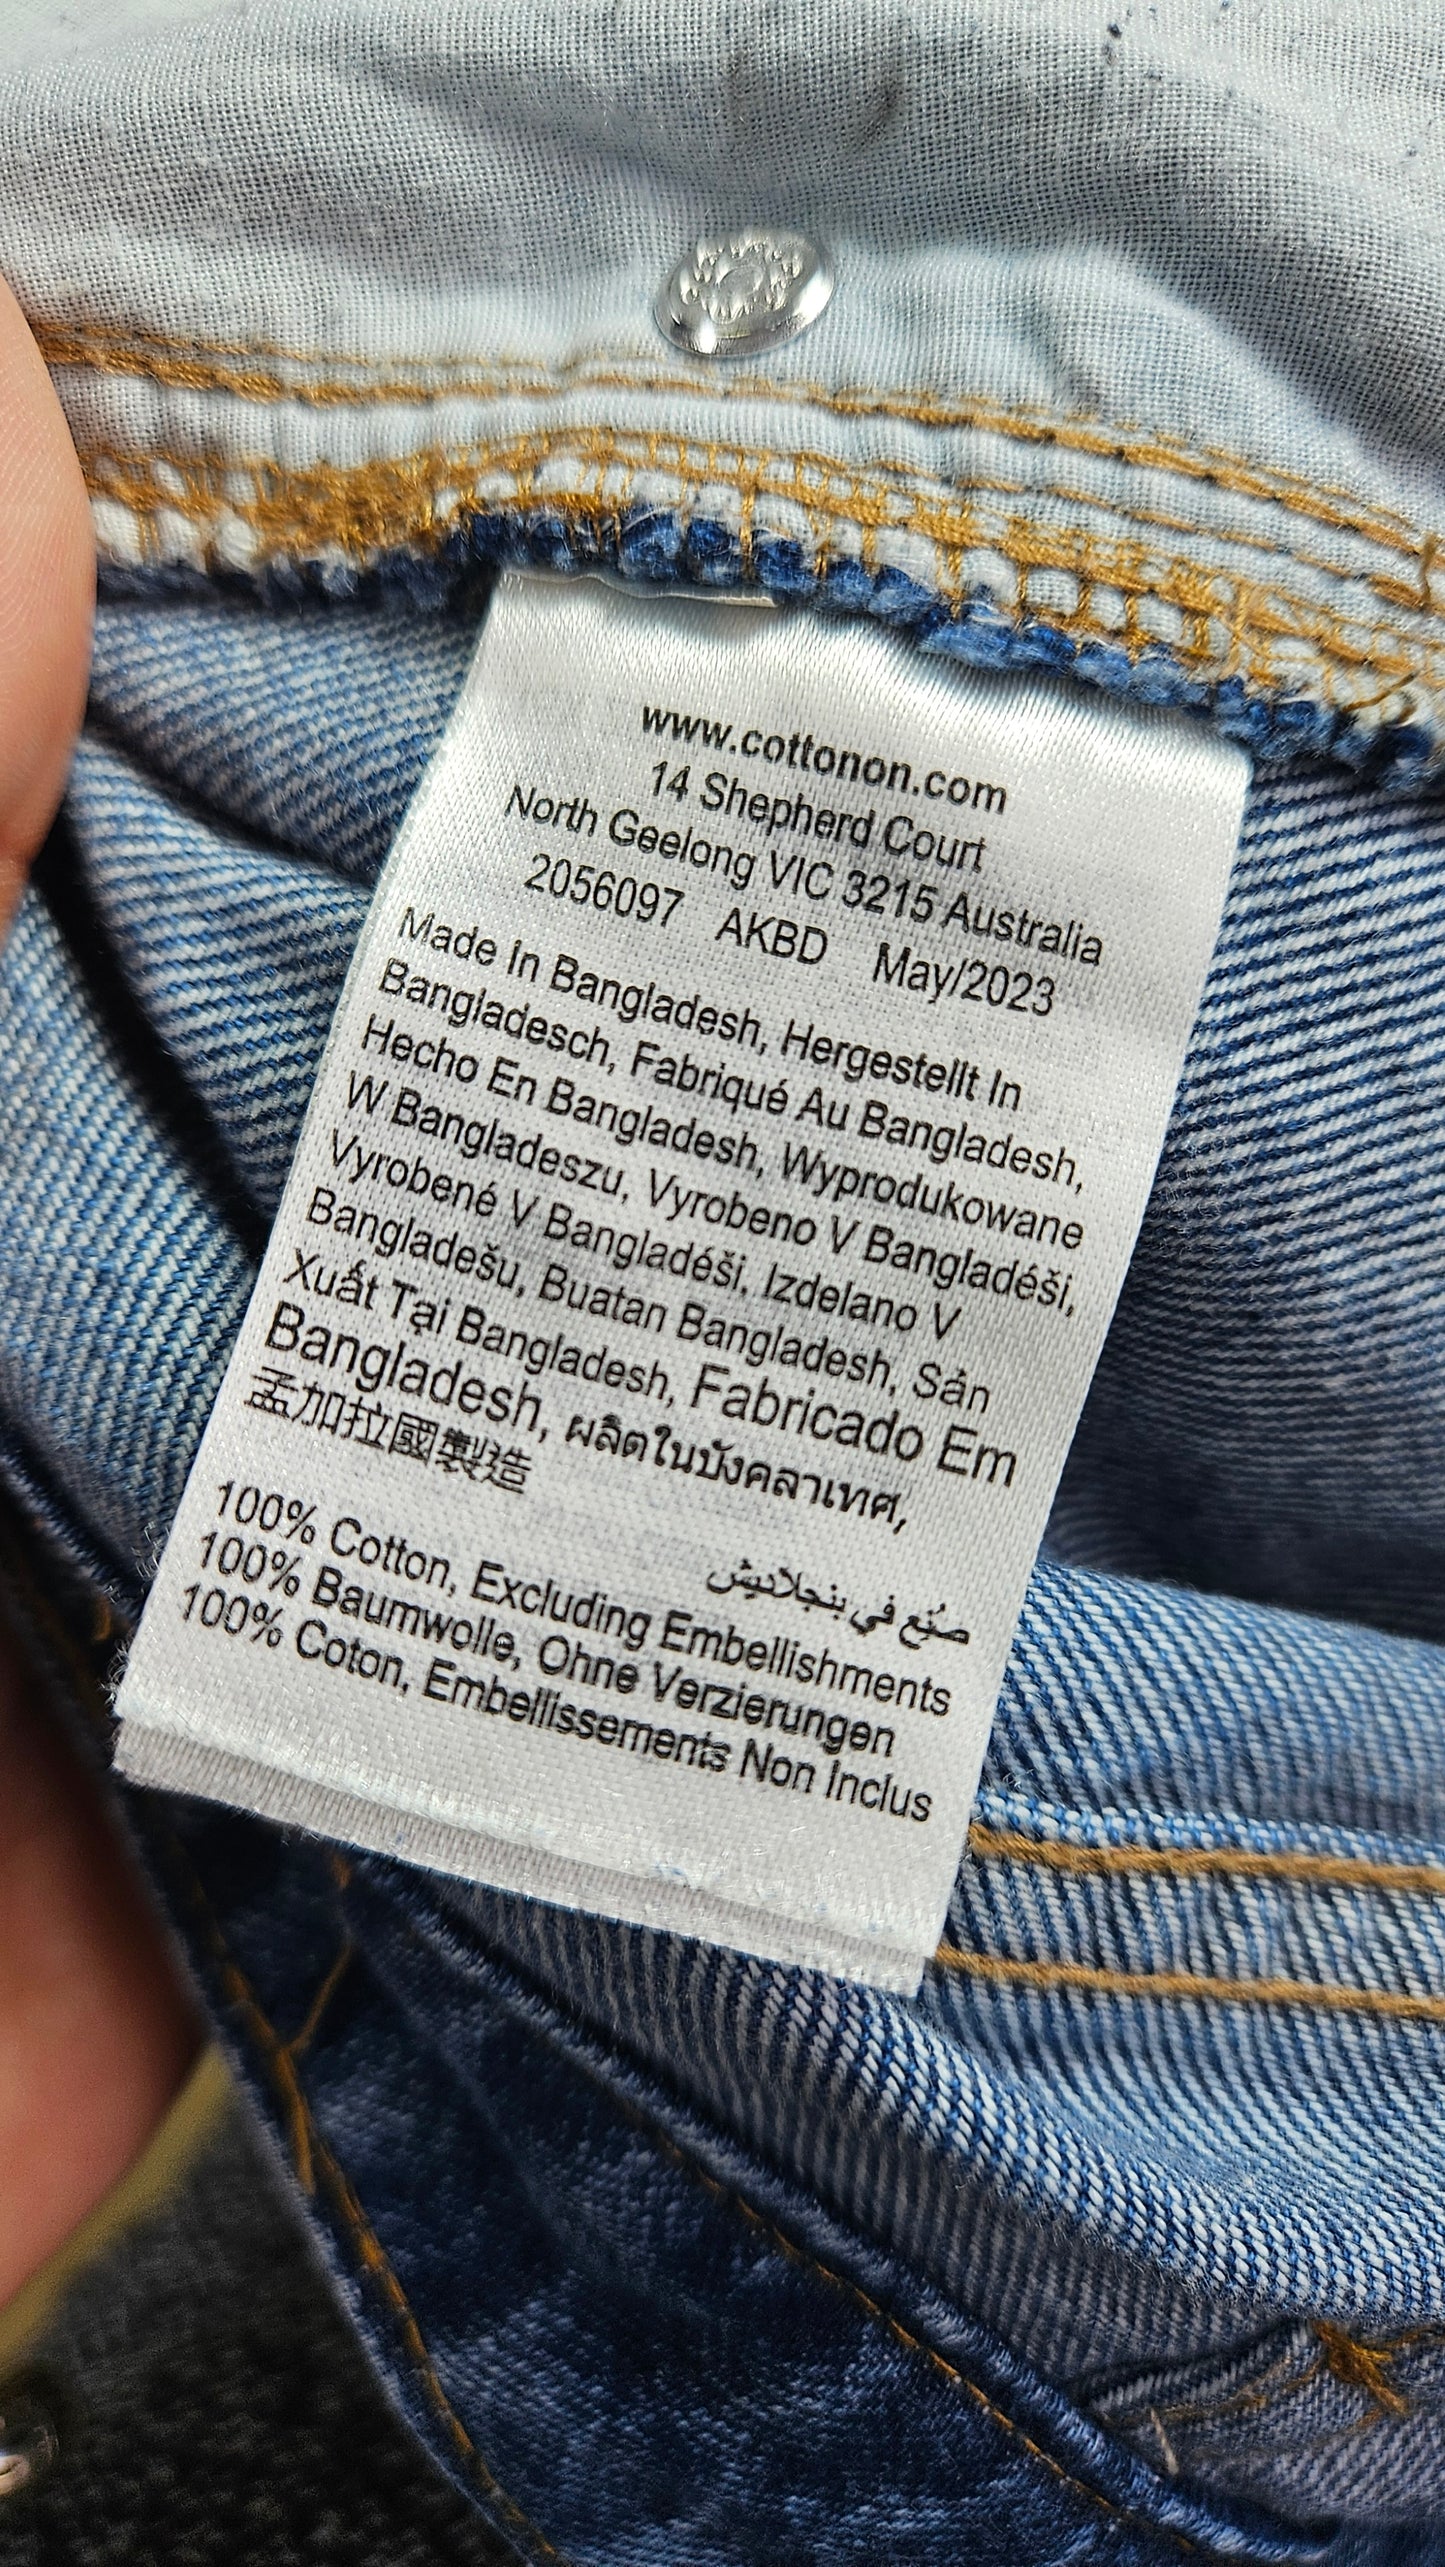 www.cottonon.com
14 Shepherd Court
North Geelong VIC 3215 Australia
2056097 AKBD May/2023
Made In Bangladesh, Hergestellt In
Bangladesch, Fabriqué Au Bangladesh,
Hecho En Bangladesh, Wyprodukowane
W Bangladeszu, Vyrobeno V Bangladéši,
Vyrobené V Bangladéši, Izdelano V
Bangladešu, Buatan Bangladesh, Sản
Xuất Tại Bangladesh, Fabricado Em
Bangladesh, ผลิตในบังคลาเทศ,
孟加拉國製造
صُنِع في بنجلاديش
100% Cotton, Excluding Embellishments
100% Baumwolle, Ohne Verzierungen
100% Coton, Embellissements Non Inclus